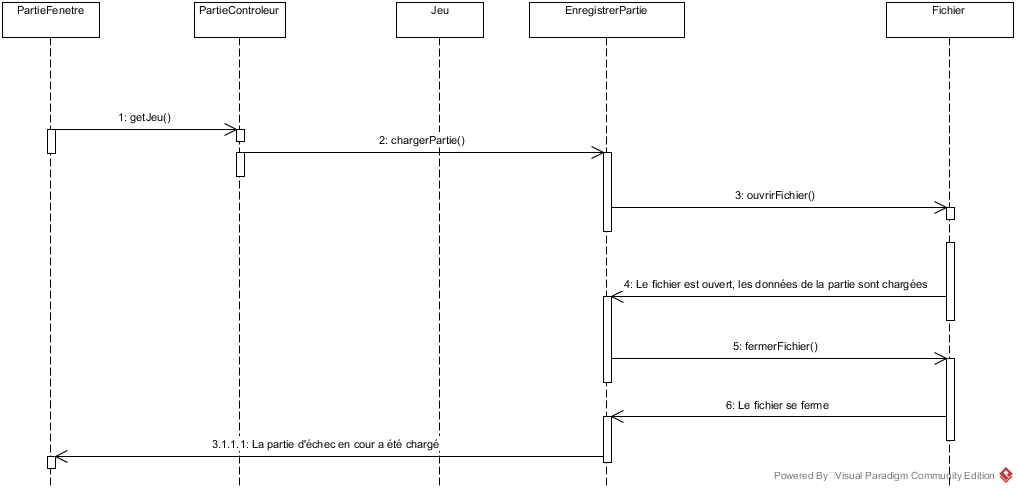 PartieFenetre
PartieControleur
Jeu
EnregistrerPartie
Fichier
1: getJeu()
2: chargerPartie()
3: ouvrirFichier()
4: Le fichier est ouvert, les données de la partie sont chargées
5: fermerFichier()
6: Le fichier se ferme
3.1.1.1: La partie d'échec en cour a été chargé
Powered By Visual Paradigm Community Edition